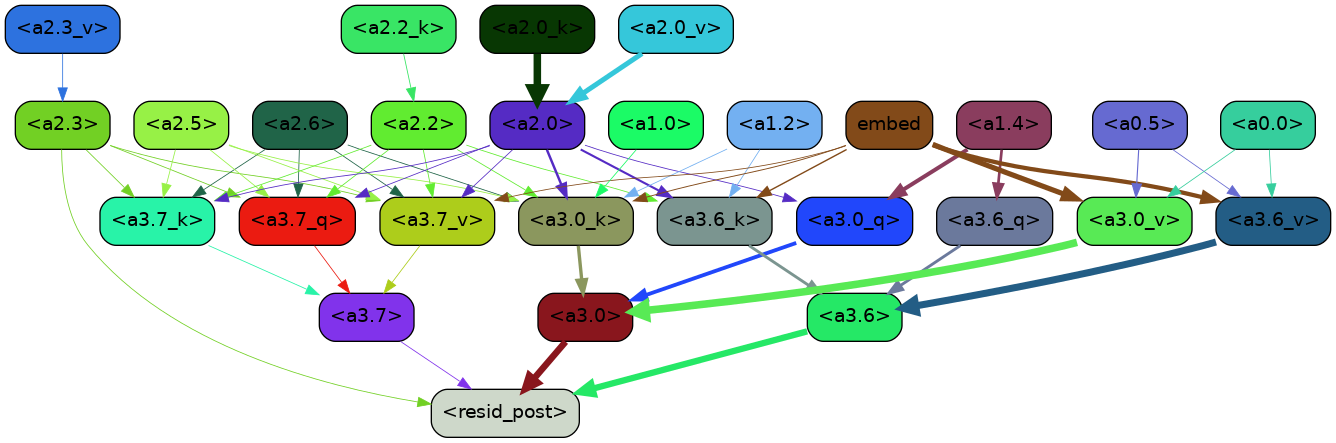 <a2.3_v> <a2.2_k> <a2.0_k> <a2.0_v>
<a2.3> <a2.5> <a2.6> <a2.2> <a2.0> <a1.0> <a1.2> embed <a1.4> <a0.5> <a0.0>
<a3.7_k> <a3.7_q> <a3.7_v> <a3.0_k> <a3.6_k> <a3.0_q> <a3.6_q> <a3.0_v> <a3.6_v>
<a3.7> <a3.0> <a3.6>
<resid_post>